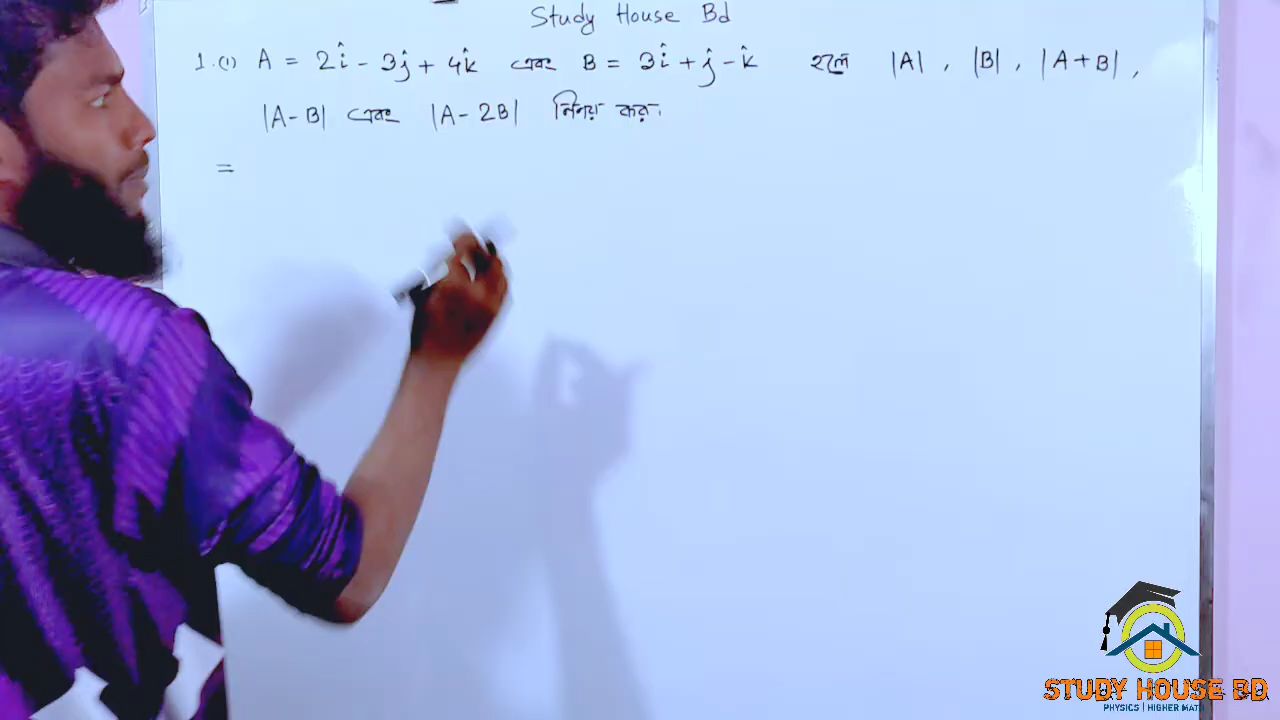 Study House Bd
1.(i) A = 2î - 3ĵ + 4k̂ এবং B = 3î + ĵ - k̂ হলে |A| , |B| , |A+B| ,
|A-B| এবং |A-2B| নির্ণয় কর।
=
STUDY HOUSE BD
PHYSICS | HIGHER MATH